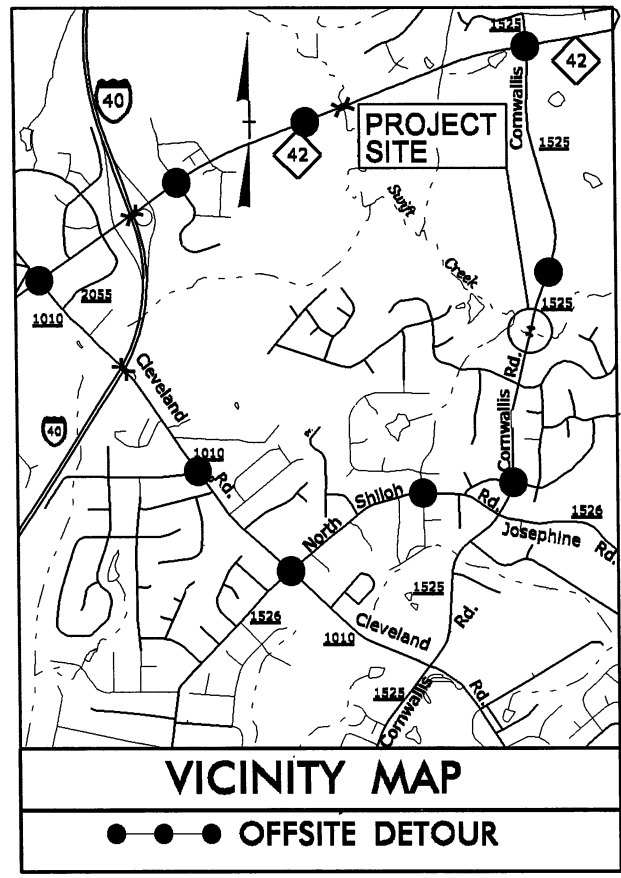 1525
40
42
Cornwallis
PROJECT
SITE
42
1525
Swift
Creek
2055
1525
1010
Rd.
Cleveland
40
Cornwallis
1010
Rd.
Shiloh
Rd.
1526
North
Josephine
Rd.
1525
1526
Rd.
1010
Cleveland
1525
Rd.
Cornwallis
VICINITY MAP
OFFSITE DETOUR